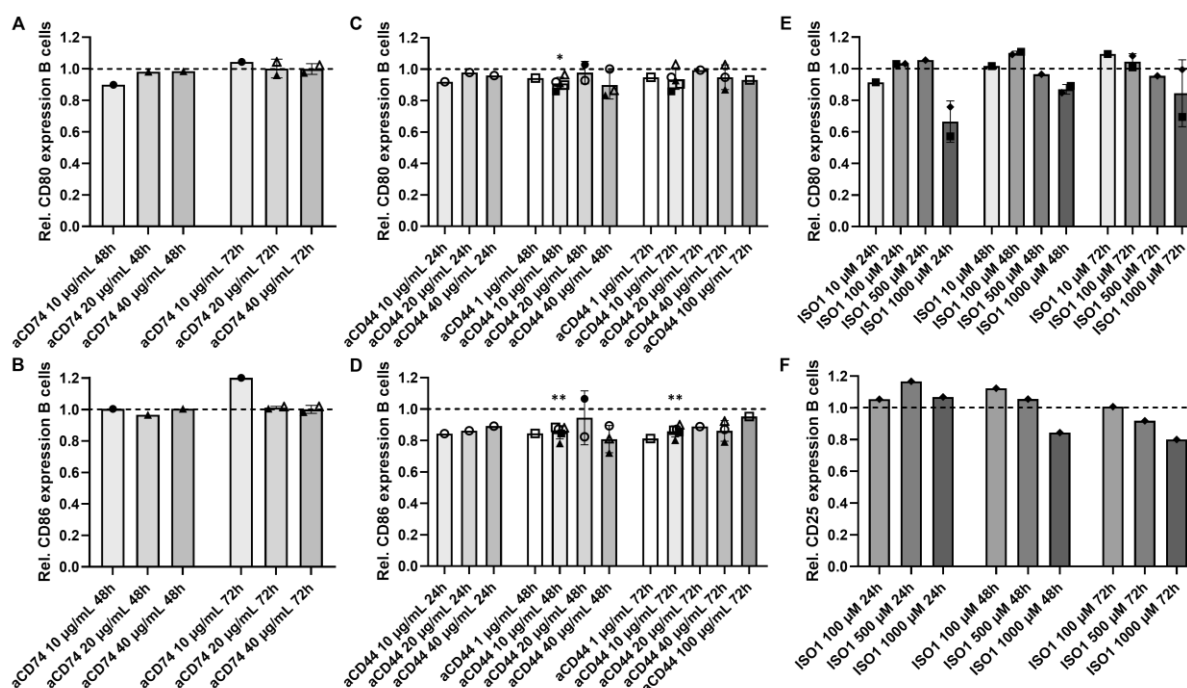 A
Rel. CD80 expression B cells
1.2
1.0
0.8
0.6
0.4
0.2
0.0
aCD74 10 µg/mL 48h
aCD74 20 µg/mL 48h
aCD74 40 µg/mL 48h
aCD74 10 µg/mL 72h
aCD74 20 µg/mL 72h
aCD74 40 µg/mL 72h
C
Rel. CD80 expression B cells
1.2
1.0
0.8
0.6
0.4
0.2
0.0
*
aCD44 10 µg/mL 24h
aCD44 20 µg/mL 24h
aCD44 40 µg/mL 24h
aCD44 1 µg/mL 48h
aCD44 10 µg/mL 48h
aCD44 20 µg/mL 48h
aCD44 40 µg/mL 48h
aCD44 1 µg/mL 72h
aCD44 10 µg/mL 72h
aCD44 20 µg/mL 72h
aCD44 40 µg/mL 72h
aCD44 100 µg/mL 72h
E
Rel. CD80 expression B cells
1.2
1.0
0.8
0.6
0.4
0.2
0.0
ISO1 10 µM 24h
ISO1 100 µM 24h
ISO1 500 µM 24h
ISO1 1000 µM 24h
ISO1 10 µM 48h
ISO1 100 µM 48h
ISO1 500 µM 48h
ISO1 1000 µM 48h
ISO1 10 µM 72h
ISO1 100 µM 72h
ISO1 500 µM 72h
ISO1 1000 µM 72h
B
Rel. CD86 expression B cells
1.2
1.0
0.8
0.6
0.4
0.2
0.0
aCD74 10 µg/mL 48h
aCD74 20 µg/mL 48h
aCD74 40 µg/mL 48h
aCD74 10 µg/mL 72h
aCD74 20 µg/mL 72h
aCD74 40 µg/mL 72h
D
Rel. CD86 expression B cells
1.2
1.0
0.8
0.6
0.4
0.2
0.0
**
**
aCD44 10 µg/mL 24h
aCD44 20 µg/mL 24h
aCD44 40 µg/mL 24h
aCD44 1 µg/mL 48h
aCD44 10 µg/mL 48h
aCD44 20 µg/mL 48h
aCD44 40 µg/mL 48h
aCD44 1 µg/mL 72h
aCD44 10 µg/mL 72h
aCD44 20 µg/mL 72h
aCD44 40 µg/mL 72h
aCD44 100 µg/mL 72h
F
Rel. CD25 expression B cells
1.2
1.0
0.8
0.6
0.4
0.2
0.0
ISO1 100 µM 24h
ISO1 500 µM 24h
ISO1 1000 µM 24h
ISO1 100 µM 48h
ISO1 500 µM 48h
ISO1 1000 µM 48h
ISO1 100 µM 72h
ISO1 500 µM 72h
ISO1 1000 µM 72h